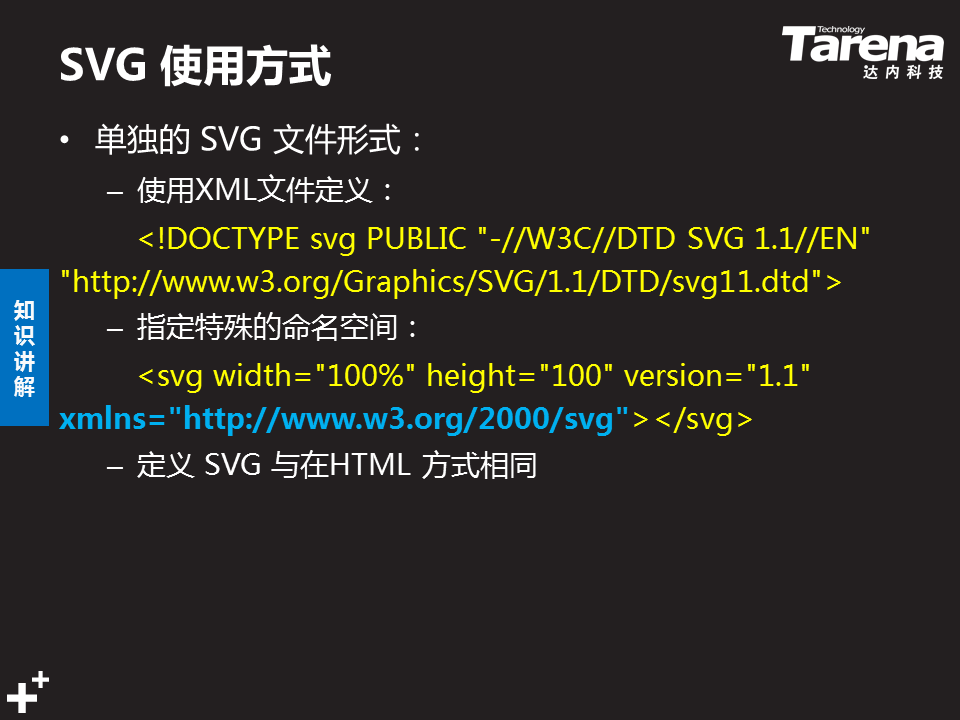 SVG 使用方式
Technology
Tarena
达内科技
• 单独的 SVG 文件形式：
– 使用XML文件定义：
<!DOCTYPE svg PUBLIC "-//W3C//DTD SVG 1.1//EN"
"http://www.w3.org/Graphics/SVG/1.1/DTD/svg11.dtd">
– 指定特殊的命名空间：
<svg width="100%" height="100" version="1.1"
xmlns="http://www.w3.org/2000/svg"></svg>
– 定义 SVG 与在HTML 方式相同
知
识
讲
解